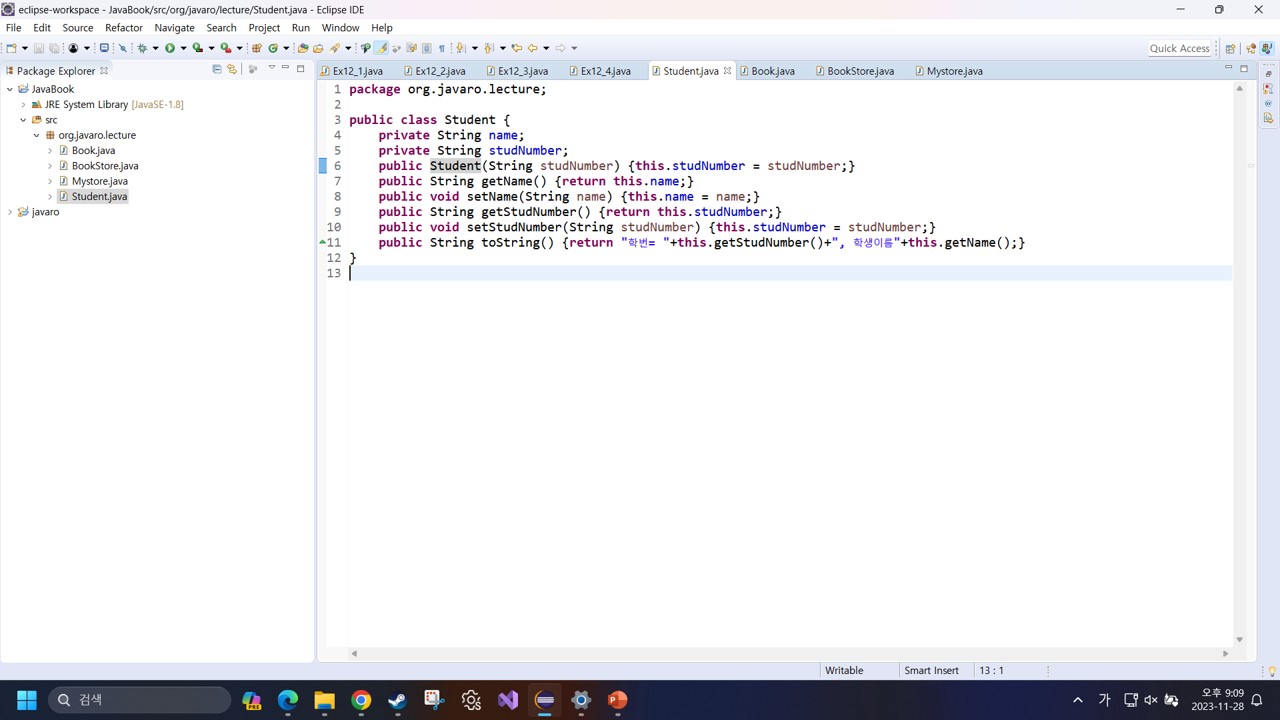 eclipse-workspace - JavaBook/src/org/javaro/lecture/Student.java - Eclipse IDE
File Edit Source Refactor Navigate Search Project Run Window Help
Quick Access
Package Explorer
JavaBook
JRE System Library [JavaSE-1.8]
src
org.javaro.lecture
Book.java
BookStore.java
Mystore.java
Student.java
javaro
Ex12_1.java Ex12_2.java Ex12_3.java Ex12_4.java Student.java Book.java BookStore.java Mystore.java
1 package org.javaro.lecture;
2
3 public class Student {
4 private String name;
5 private String studNumber;
6 public Student(String studNumber) {this.studNumber = studNumber;}
7 public String getName() {return this.name;}
8 public void setName(String name) {this.name = name;}
9 public String getStudNumber() {return this.studNumber;}
10 public void setStudNumber(String studNumber) {this.studNumber = studNumber;}
11 public String toString() {return "학번= "+this.getStudNumber()+", 학생이름"+this.getName();}
12 }
13
Writable Smart Insert 13 : 1
검색
PRE
가
오후 9:09
2023-11-28